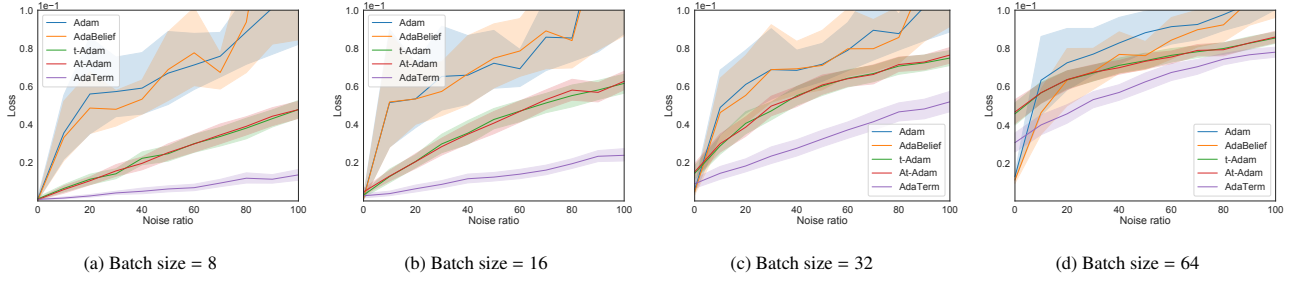 1e−1
1.0
0.8
0.6
0.4
0.2
Loss
0 20 40 60 80 100
Noise ratio
Adam
AdaBelief
t-Adam
At-Adam
AdaTerm
(a) Batch size = 8
1e−1
1.0
0.8
0.6
0.4
0.2
Loss
0 20 40 60 80 100
Noise ratio
Adam
AdaBelief
t-Adam
At-Adam
AdaTerm
(b) Batch size = 16
1e−1
1.0
0.8
0.6
0.4
0.2
Loss
0 20 40 60 80 100
Noise ratio
Adam
AdaBelief
t-Adam
At-Adam
AdaTerm
(c) Batch size = 32
1e−1
1.0
0.8
0.6
0.4
0.2
Loss
0 20 40 60 80 100
Noise ratio
Adam
AdaBelief
t-Adam
At-Adam
AdaTerm
(d) Batch size = 64